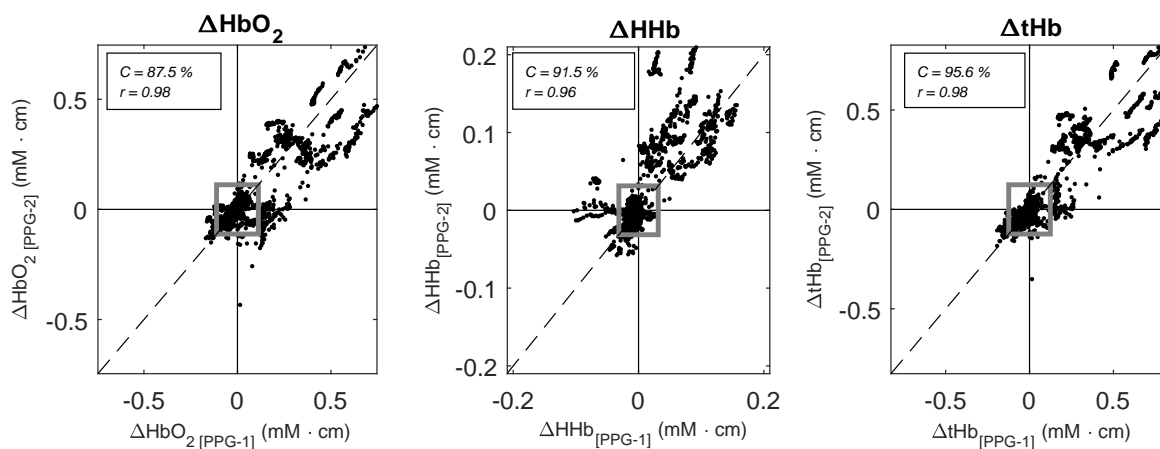 ΔHbO₂
C = 87.5 %
r = 0.98
0.5
0
-0.5
-0.5
0
0.5
ΔHbO₂ [PPG-2] (mM · cm)
ΔHbO₂ [PPG-1] (mM · cm)
ΔHHb
C = 91.5 %
r = 0.96
0.2
0.1
0
-0.1
-0.2
-0.2
0
0.2
ΔHHb[PPG-2] (mM · cm)
ΔHHb[PPG-1] (mM · cm)
ΔtHb
C = 95.6 %
r = 0.98
0.5
0
-0.5
-0.5
0
0.5
ΔtHb[PPG-2] (mM · cm)
ΔtHb[PPG-1] (mM · cm)